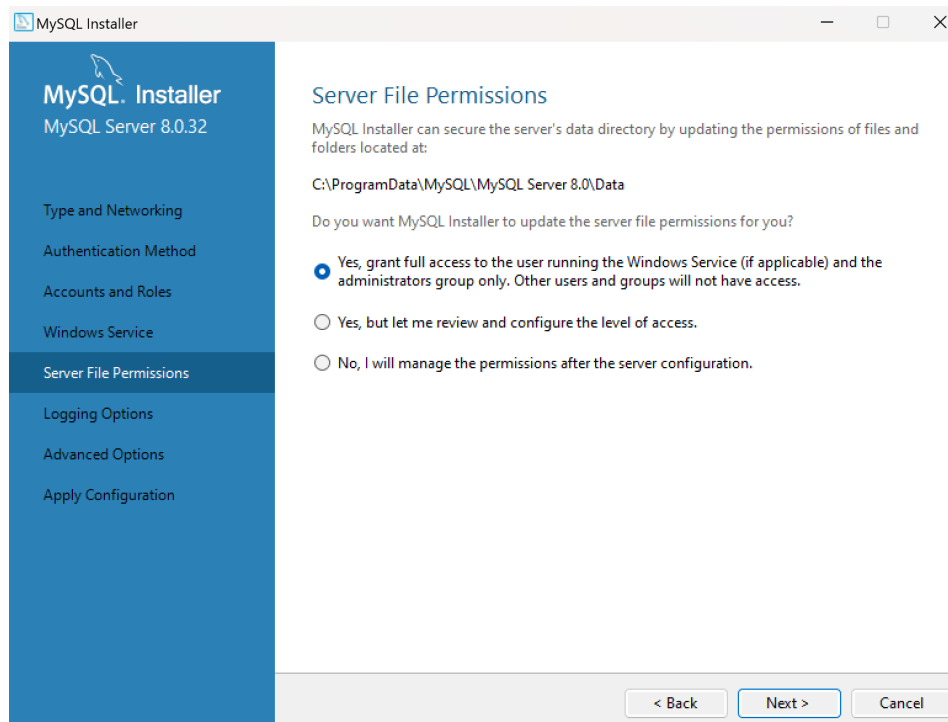 MySQL Installer
MySQL. Installer
MySQL Server 8.0.32
Type and Networking
Authentication Method
Accounts and Roles
Windows Service
Server File Permissions
Logging Options
Advanced Options
Apply Configuration
Server File Permissions
MySQL Installer can secure the server's data directory by updating the permissions of files and
folders located at:
C:\ProgramData\MySQL\MySQL Server 8.0\Data
Do you want MySQL Installer to update the server file permissions for you?
Yes, grant full access to the user running the Windows Service (if applicable) and the
administrators group only. Other users and groups will not have access.
Yes, but let me review and configure the level of access.
No, I will manage the permissions after the server configuration.
< Back
Next >
Cancel